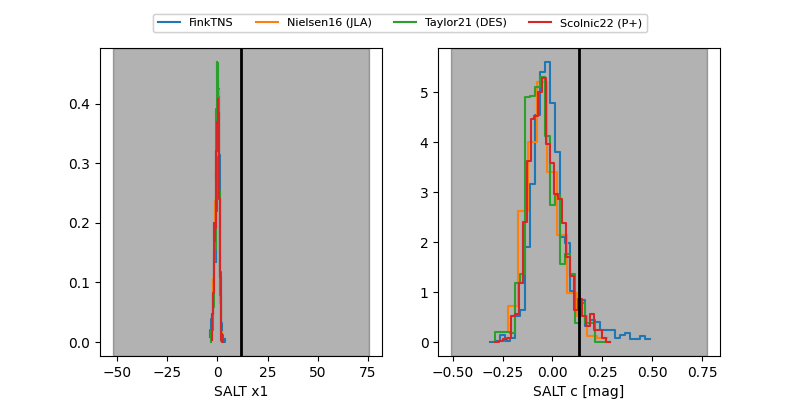 FinkTNS Nielsen16 (JLA) Taylor21 (DES) Scolnic22 (P+)
0.4
0.3
0.2
0.1
0.0
−50 −25 0 25 50 75
SALT x1
5
4
3
2
1
0
−0.50 −0.25 0.00 0.25 0.50 0.75
SALT c [mag]